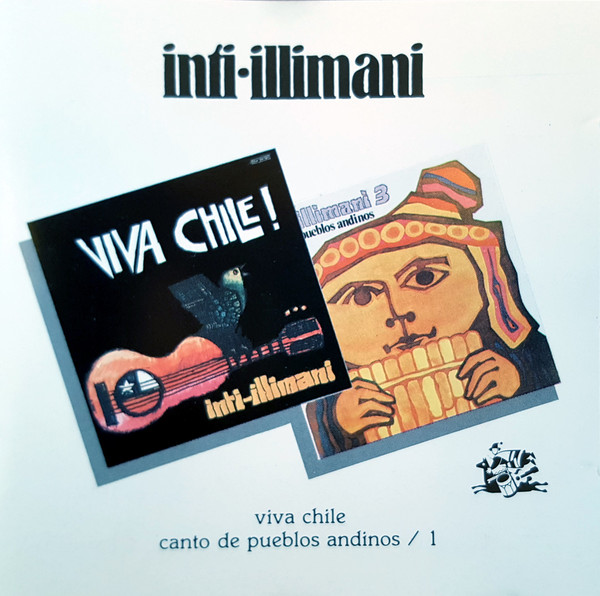 inti-illimani
VIVA CHILE!
illimani 3
pueblos andinos
inti-illimani
viva chile
canto de pueblos andinos / 1